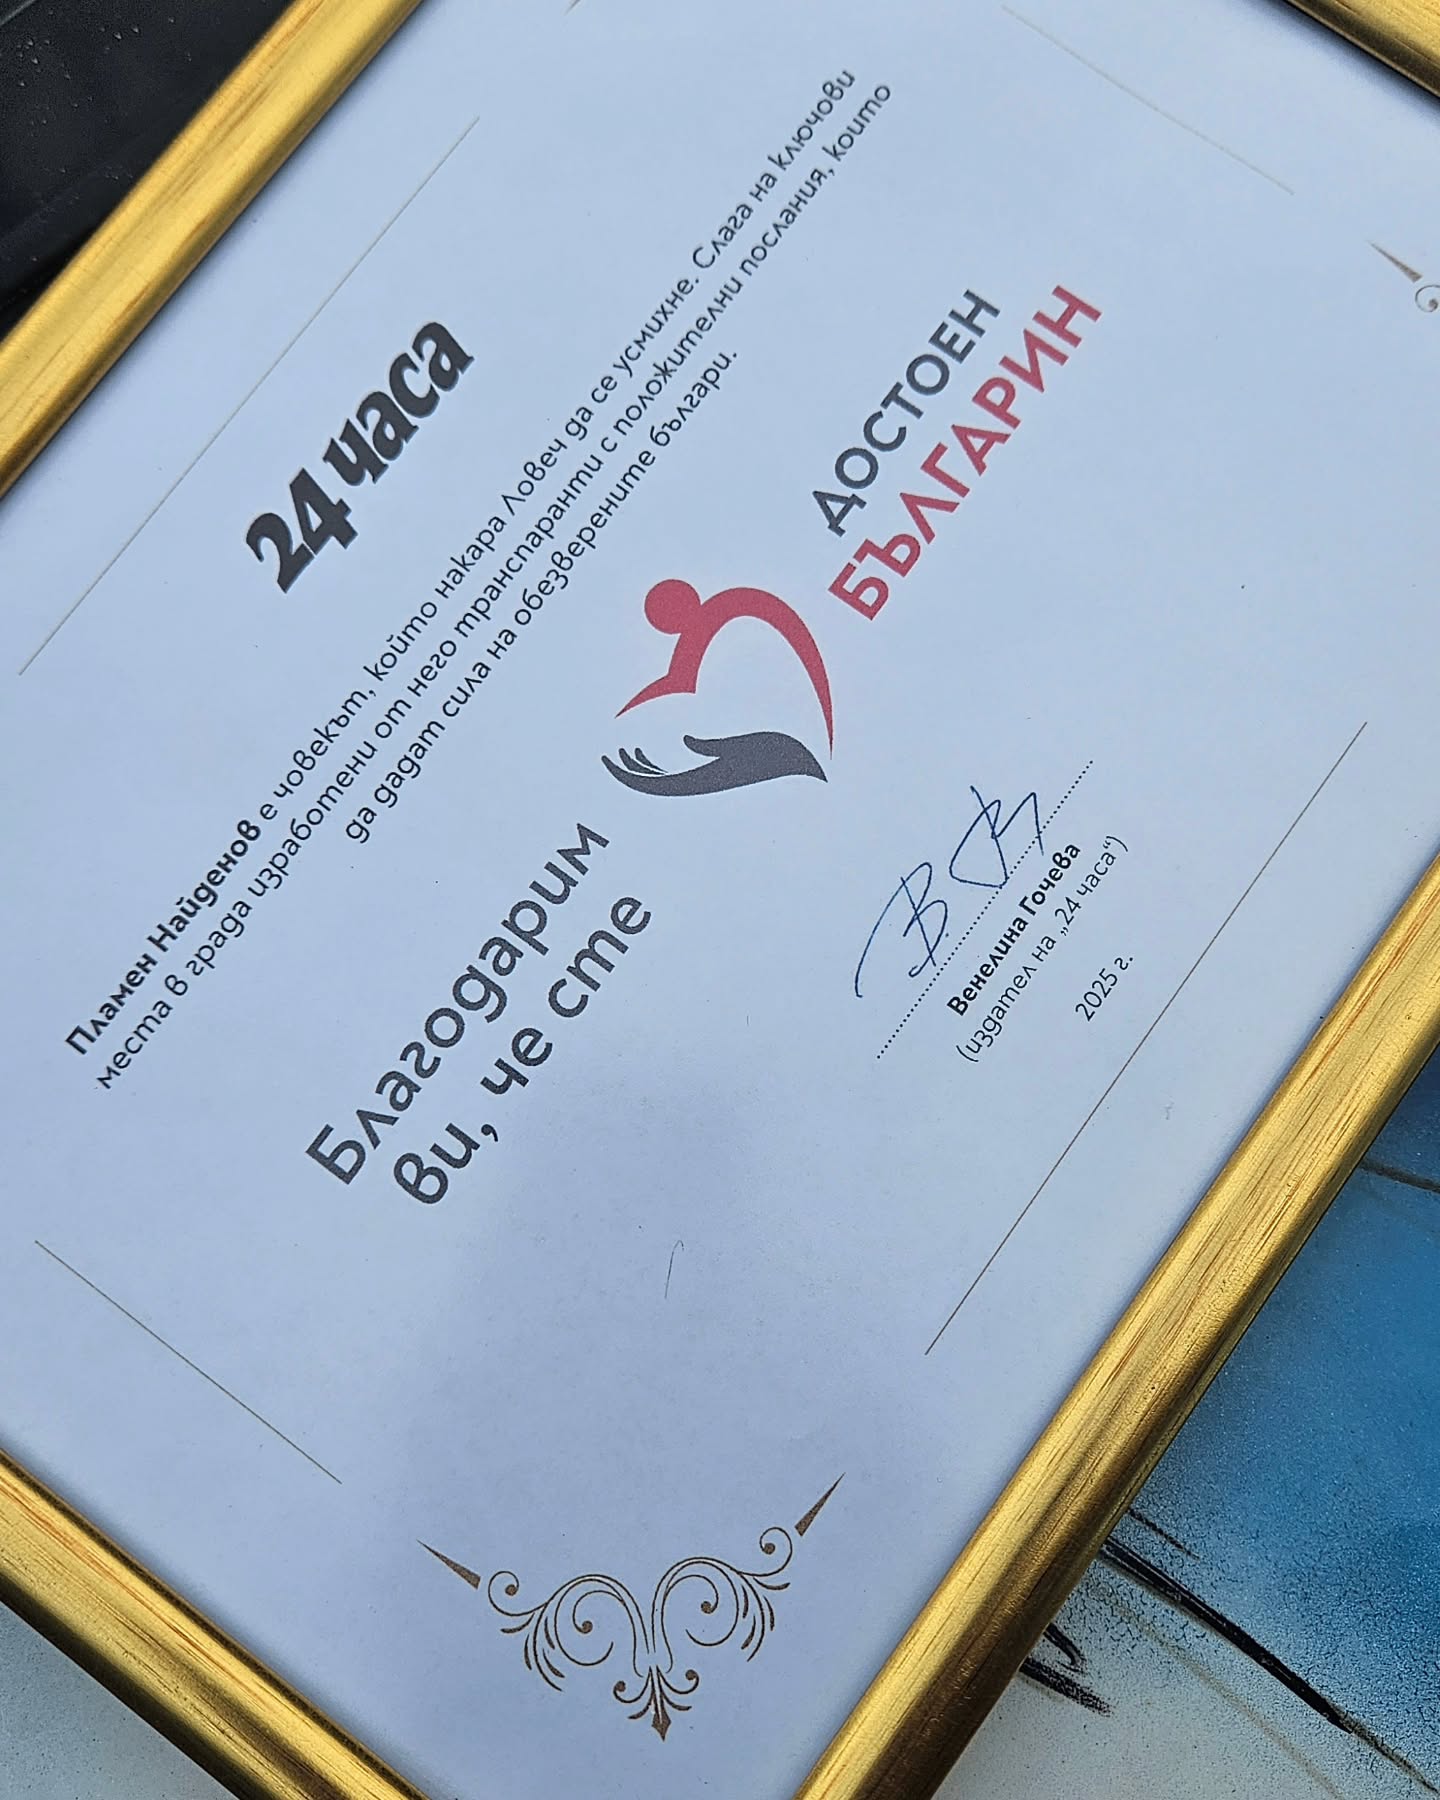 24 часа
Пламен Найденов е човекът, който накара Ловеч да се усмихне. Слага на ключови
места в града изработени от него транспаранти с положителни послания, които
да дадат сила на обезверените българи.
Благодарим
ви, че сте
ДОСТОЕН
БЪЛГАРИН
Венелина Гочева
(издател на „24 часа“)
2025 г.